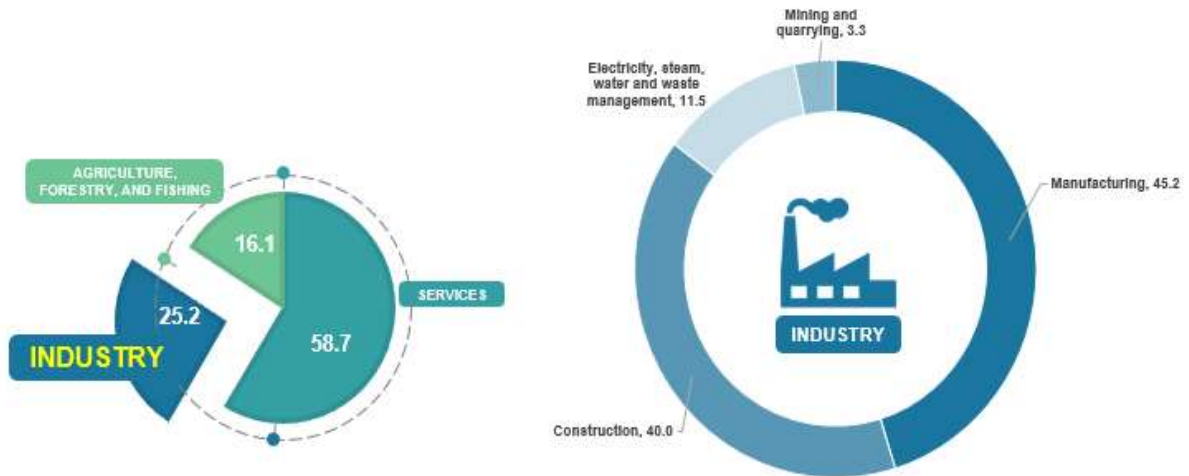 AGRICULTURE,
FORESTRY, AND FISHING
16.1
25.2
INDUSTRY
SERVICES
58.7
Mining and
quarrying, 3.3
Electricity, steam,
water and waste
management, 11.5
Manufacturing, 45.2
INDUSTRY
Construction, 40.0